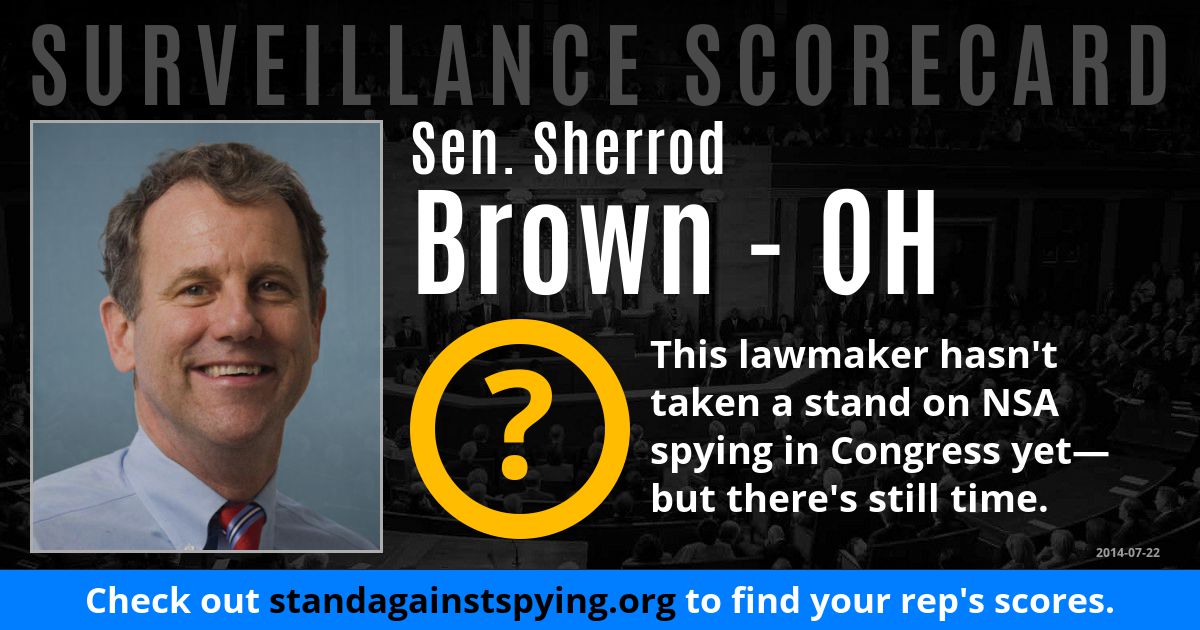 SURVEILLANCE SCORECARD
Sen. Sherrod
Brown - OH
?
This lawmaker hasn't
taken a stand on NSA
spying in Congress yet—
but there's still time.
2014-07-22
Check out standagainstspying.org to find your rep's scores.